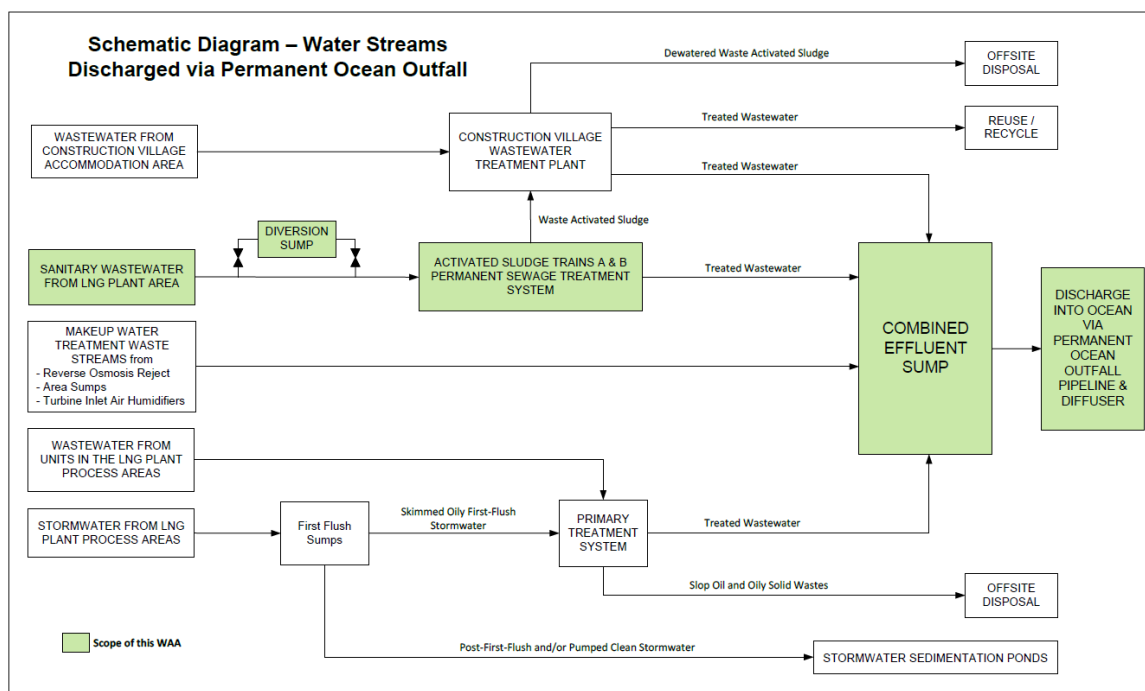 Schematic Diagram – Water Streams
Discharged via Permanent Ocean Outfall
Dewatered Waste Activated Sludge
OFFSITE
DISPOSAL
WASTEWATER FROM
CONSTRUCTION VILLAGE
ACCOMMODATION AREA
CONSTRUCTION VILLAGE
WASTEWATER
TREATMENT PLANT
Treated Wastewater
REUSE /
RECYCLE
Treated Wastewater
Waste Activated Sludge
DIVERSION
SUMP
SANITARY WASTEWATER
FROM LNG PLANT AREA
ACTIVATED SLUDGE TRAINS A & B
PERMANENT SEWAGE TREATMENT
SYSTEM
Treated Wastewater
COMBINED
EFFLUENT
SUMP
DISCHARGE
INTO OCEAN
VIA
PERMANENT
OCEAN
OUTFALL
PIPELINE &
DIFFUSER
MAKEUP WATER
TREATMENT WASTE
STREAMS from
- Reverse Osmosis Reject
- Area Sumps
- Turbine Inlet Air Humidifiers
WASTEWATER FROM
UNITS IN THE LNG PLANT
PROCESS AREAS
STORMWATER FROM LNG
PLANT PROCESS AREAS
First Flush
Sumps
Skimmed Oily First-Flush
Stormwater
PRIMARY
TREATMENT
SYSTEM
Treated Wastewater
Slop Oil and Oily Solid Wastes
OFFSITE
DISPOSAL
Scope of this WAA
Post-First-Flush and/or Pumped Clean Stormwater
STORMWATER SEDIMENTATION PONDS